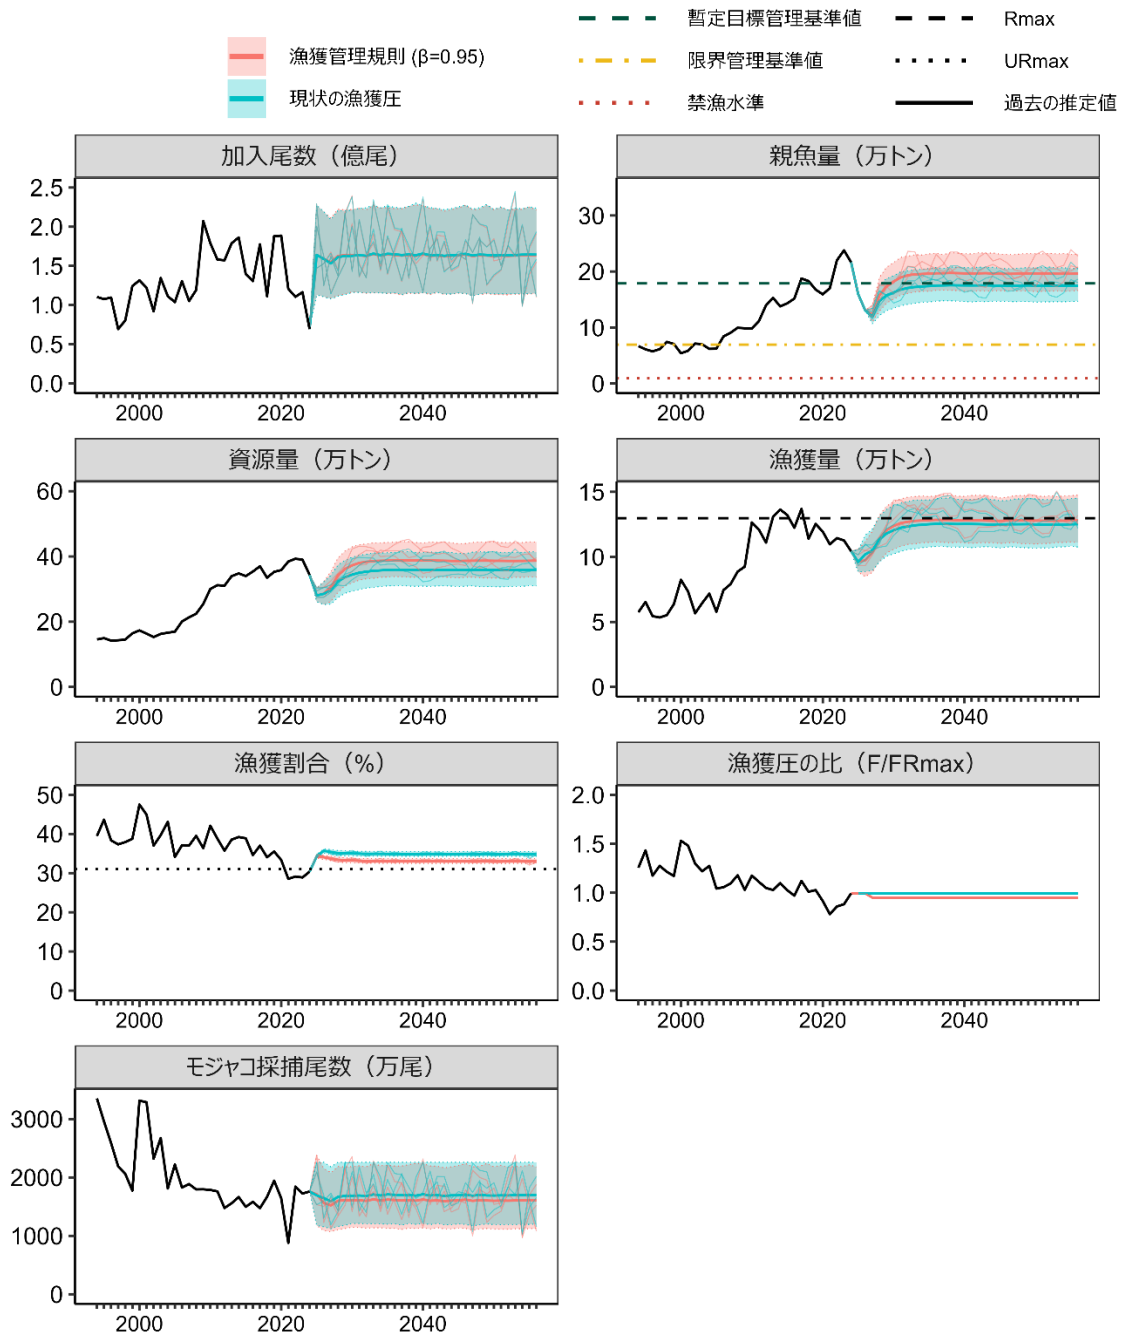 漁獲管理規則 (β=0.95)
現状の漁獲圧
暫定目標管理基準値
限界管理基準値
禁漁水準
Rmax
URmax
過去の推定値
加入尾数（億尾）
2.5
2.0
1.5
1.0
0.5
0.0
2000 2020 2040
親魚量（万トン）
30
20
10
0
2000 2020 2040
資源量（万トン）
60
40
20
0
2000 2020 2040
漁獲量（万トン）
15
10
5
0
2000 2020 2040
漁獲割合（%）
50
40
30
20
10
0
2000 2020 2040
漁獲圧の比（F/FRmax）
2.0
1.5
1.0
0.5
0.0
2000 2020 2040
モジャコ採捕尾数（万尾）
3000
2000
1000
0
2000 2020 2040